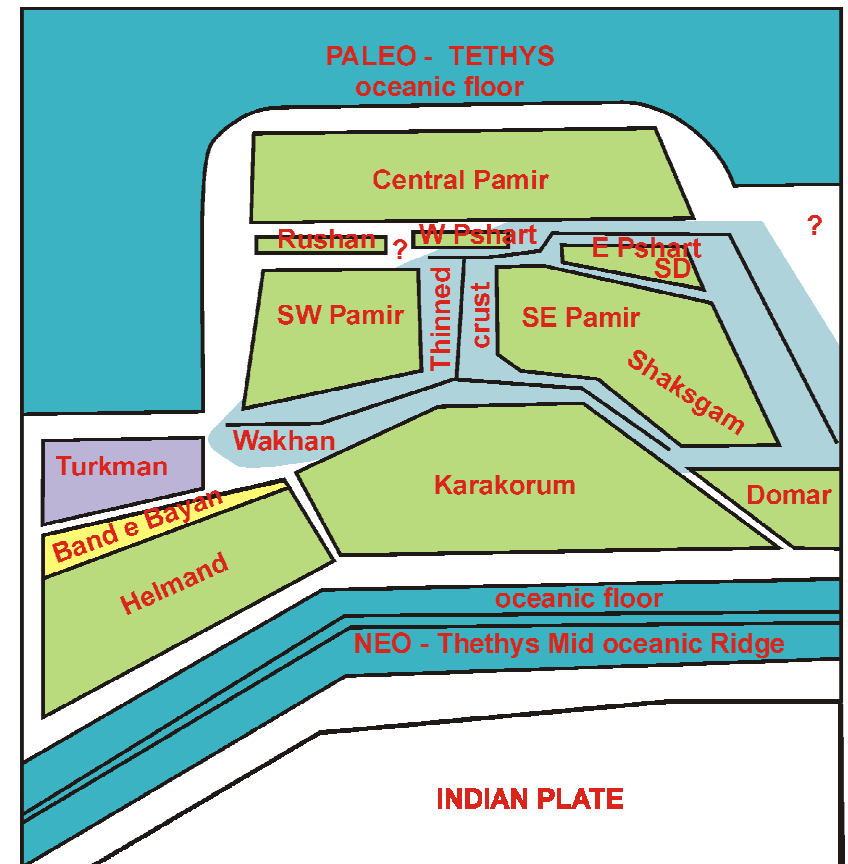 PALEO - TETHYS
oceanic floor
Central Pamir
?
Rushan
?
W Pshart
E Pshart
SD
SW Pamir
Thinned
crust
SE Pamir
Shaksgam
Wakhan
Turkman
Band e Bayan
Helmand
Karakorum
Domar
oceanic floor
NEO - Thethys Mid oceanic Ridge
INDIAN PLATE